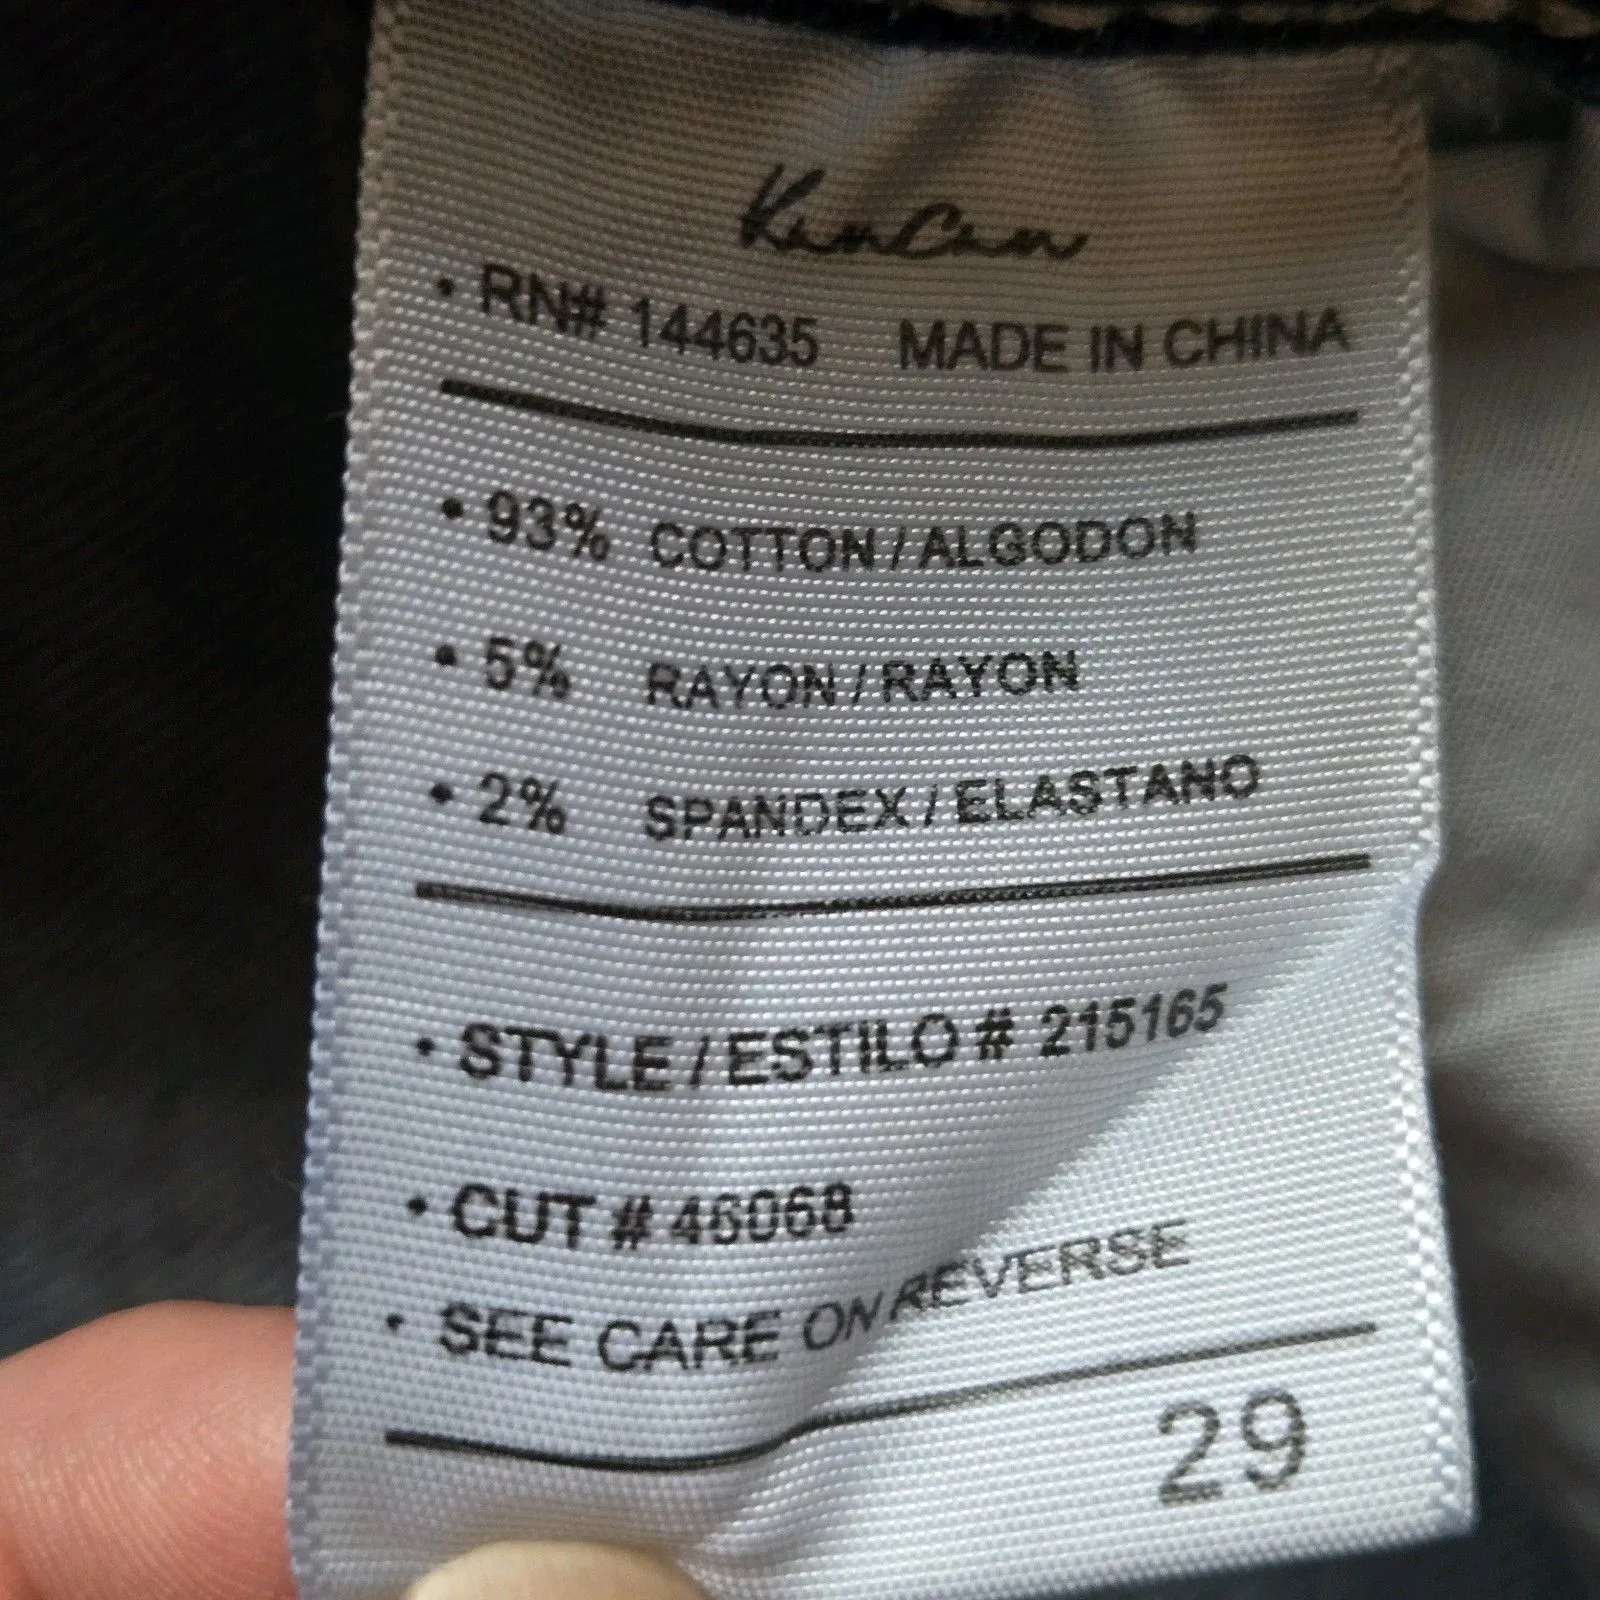 KanCan
• RN# 144635 MADE IN CHINA
• 93% COTTON / ALGODON
• 5% RAYON / RAYON
• 2% SPANDEX / ELASTANO
• STYLE / ESTILO # 215165
• CUT # 46068
• SEE CARE ON REVERSE
29